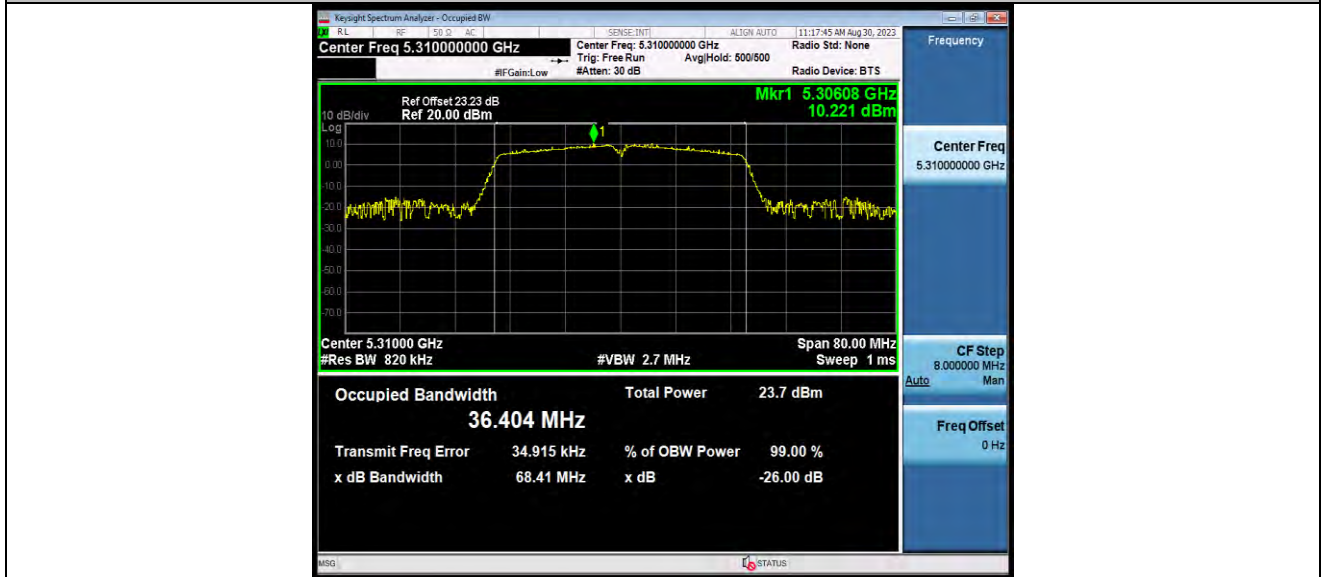 Keysight Spectrum Analyzer - Occupied BW
RL RF 50 Ω AC SENSE:INT ALIGN AUTO 11:17:45 AM Aug 30, 2023
Center Freq 5.310000000 GHz
Center Freq: 5.310000000 GHz Radio Std: None
Trig: Free Run Avg|Hold: 500/500
#IFGain:Low #Atten: 30 dB Radio Device: BTS
Frequency
Mkr1 5.30608 GHz
10.221 dBm
Ref Offset 23.23 dB
10 dB/div Ref 20.00 dBm
Log
10.0
0.00
-10.0
-20.0
-30.0
-40.0
-50.0
-60.0
-70.0
1
Center 5.31000 GHz Span 80.00 MHz
#Res BW 820 kHz #VBW 2.7 MHz Sweep 1 ms
Occupied Bandwidth Total Power 23.7 dBm
36.404 MHz
Transmit Freq Error 34.915 kHz % of OBW Power 99.00 %
x dB Bandwidth 68.41 MHz x dB -26.00 dB
Center Freq
5.310000000 GHz
CF Step
8.000000 MHz
Auto Man
Freq Offset
0 Hz
MSG STATUS